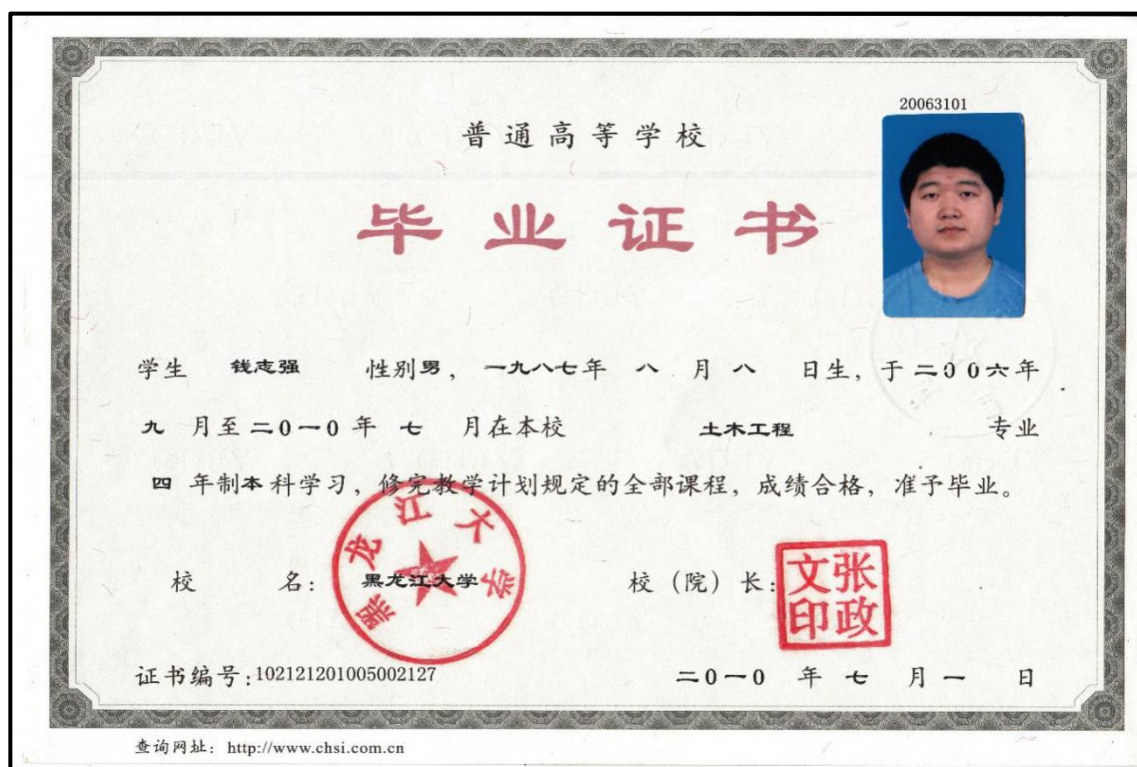 20063101
普通高等学校
毕业证书
学生 钱志强 性别男，一九八七年 八 月 八 日生，于二00六年
九 月至二0一0年 七 月在本校 土木工程 专业
四 年制本科学习，修完教学计划规定的全部课程，成绩合格，准予毕业。
黑龙江大学
校 名：黑龙江大学 校（院）长：
张政文印
证书编号：102121201005002127 二0一0 年 七 月 一 日
查询网址：http://www.chsi.com.cn